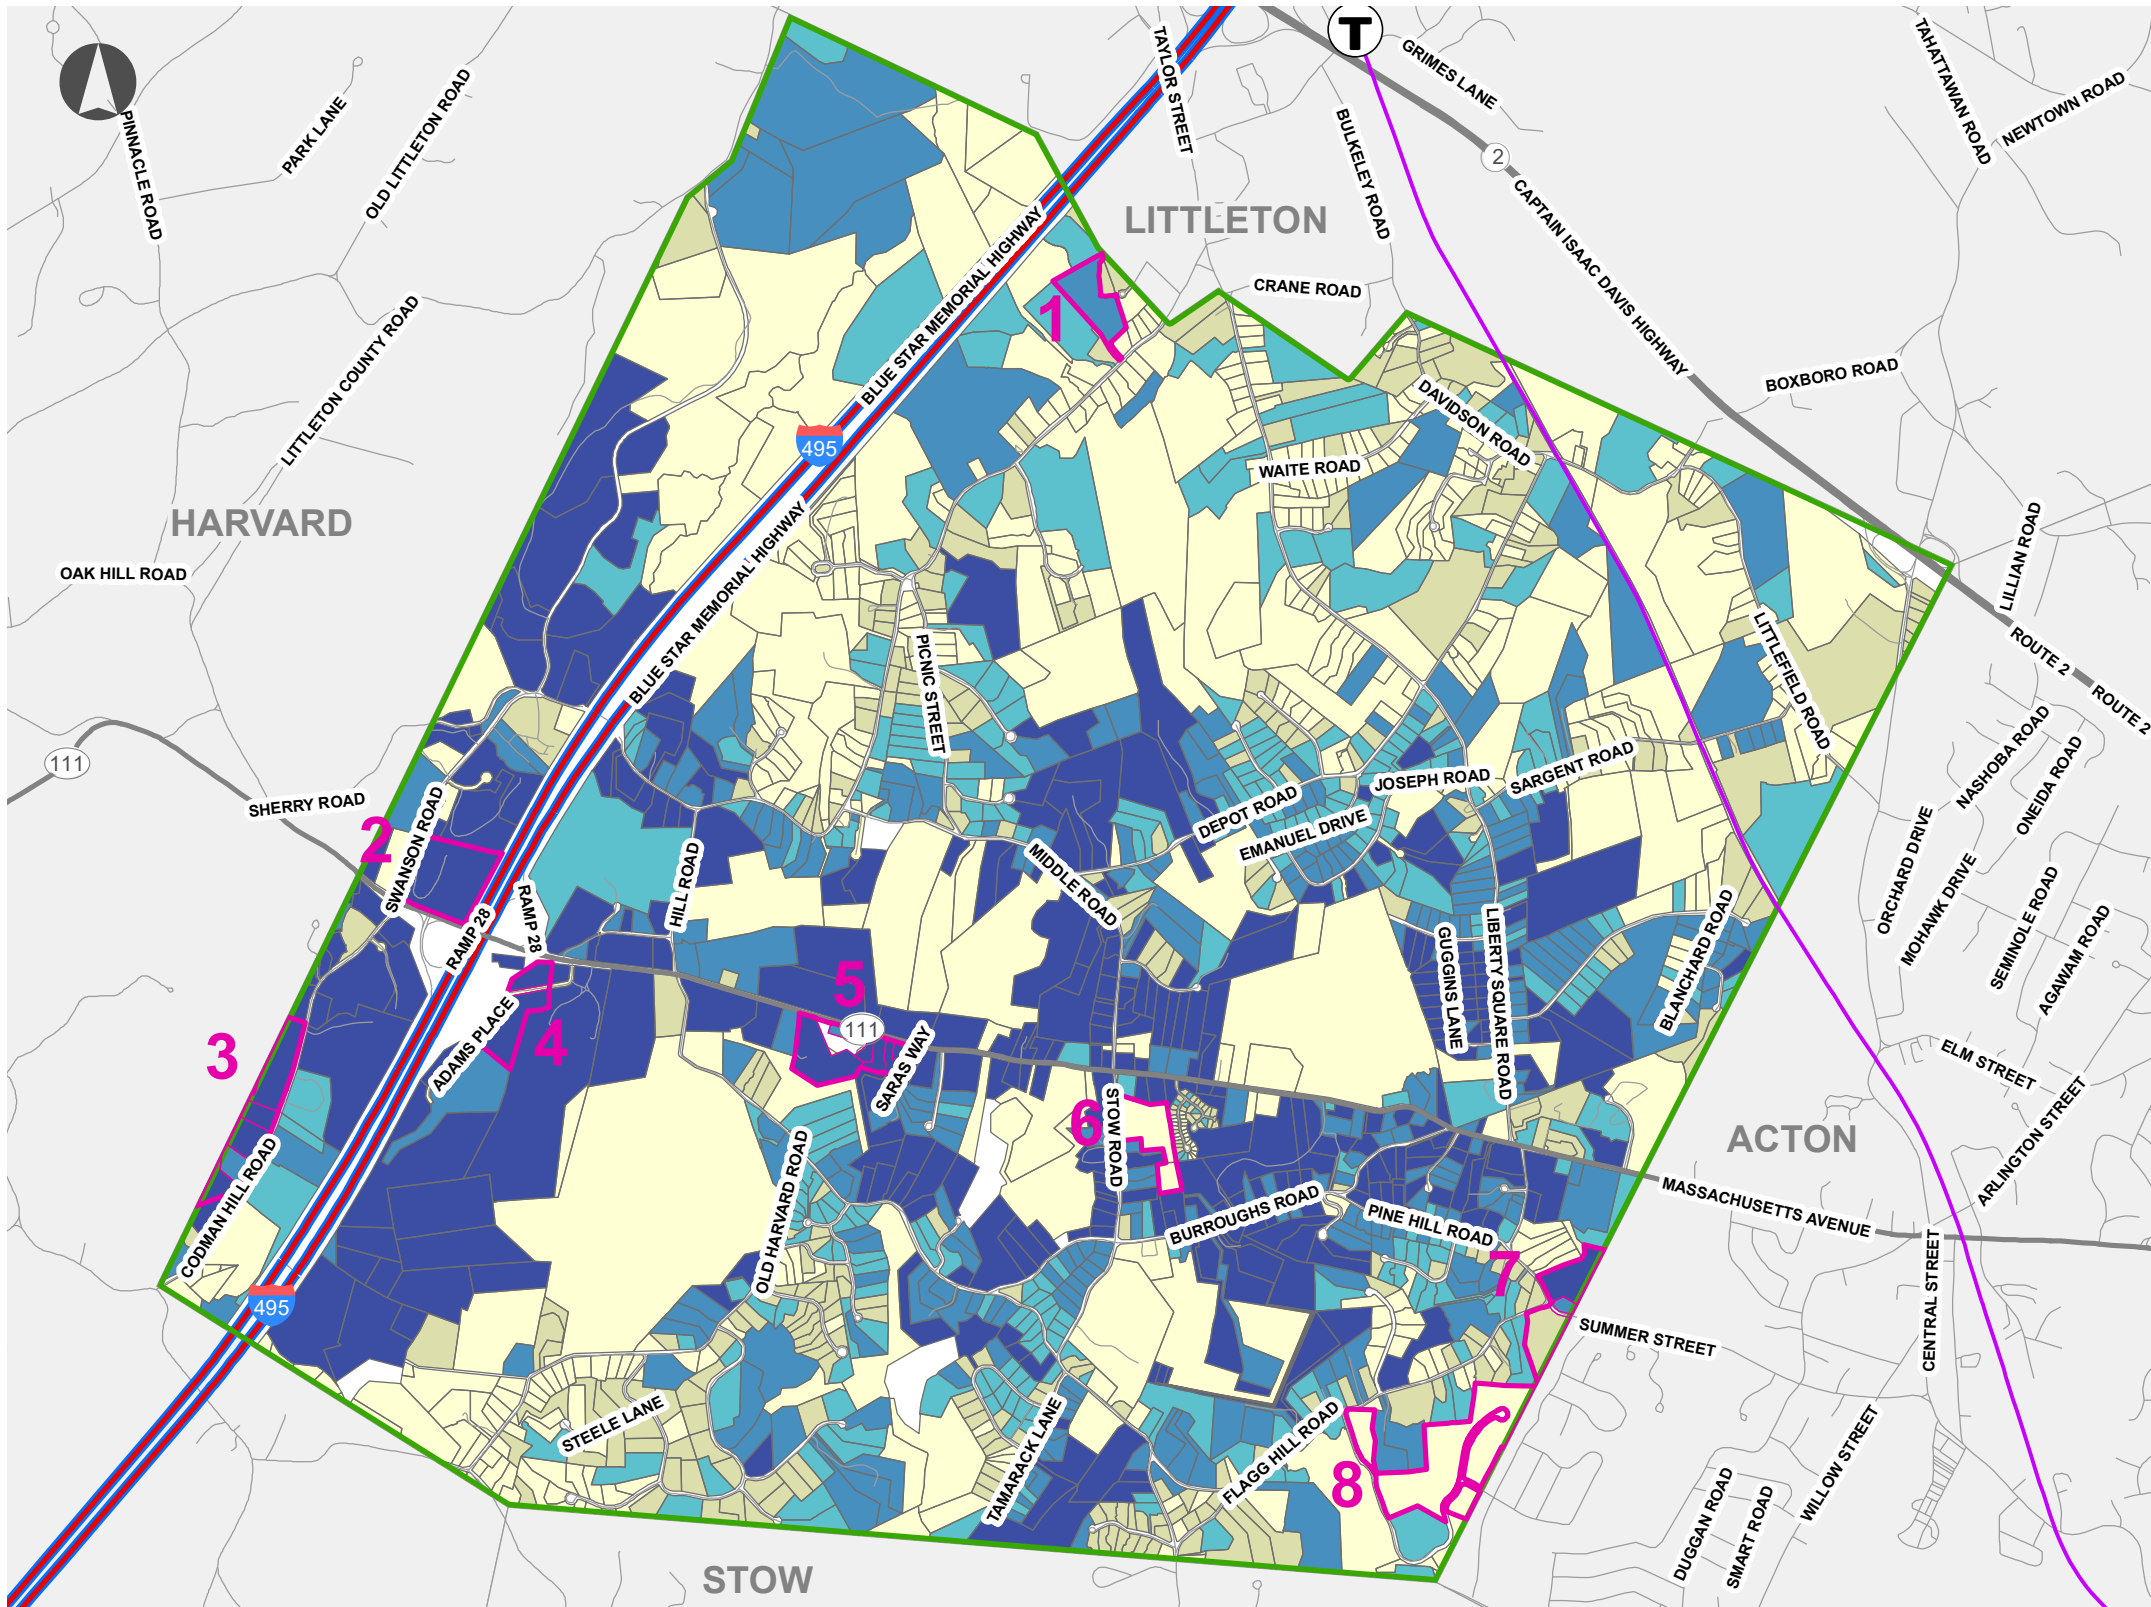 T
GRIMES LANE
TAYLOR STREET
TAHATTAWAN ROAD
NEWTOWN ROAD
PINNACLE ROAD
PARK LANE
OLD LITTLETON ROAD
BULKELEY ROAD
2
CAPTAIN ISAAC DAVIS HIGHWAY
LITTLETON
BLUE STAR MEMORIAL HIGHWAY
CRANE ROAD
1
LITTLETON COUNTY ROAD
BOXBORO ROAD
DAVIDSON ROAD
495
WAITE ROAD
HARVARD
BLUE STAR MEMORIAL HIGHWAY
OAK HILL ROAD
LILLIAN ROAD
LITTLEFIELD ROAD
ROUTE 2
ROUTE 2
PICNIC STREET
NASHOBA ROAD
ONEIDA ROAD
111
SHERRY ROAD
SWANSON ROAD
2
DEPOT ROAD
JOSEPH ROAD
SARGENT ROAD
EMANUEL DRIVE
ORCHARD DRIVE
MOHAWK DRIVE
SEMINOLE ROAD
AGAWAM ROAD
HILL ROAD
MIDDLE ROAD
RAMP 28
RAMP 28
GUGGINS LANE
LIBERTY SQUARE ROAD
BLANCHARD ROAD
5
111
SARAS WAY
3
ADAMS PLACE
4
ELM STREET
ARLINGTON STREET
6
STOW ROAD
ACTON
CODMAN HILL ROAD
OLD HARVARD ROAD
BURROUGHS ROAD
PINE HILL ROAD
MASSACHUSETTS AVENUE
7
495
SUMMER STREET
CENTRAL STREET
STEELE LANE
TAMARACK LANE
FLAGG HILL ROAD
8
WILLOW STREET
DUGGAN ROAD
SMART ROAD
STOW